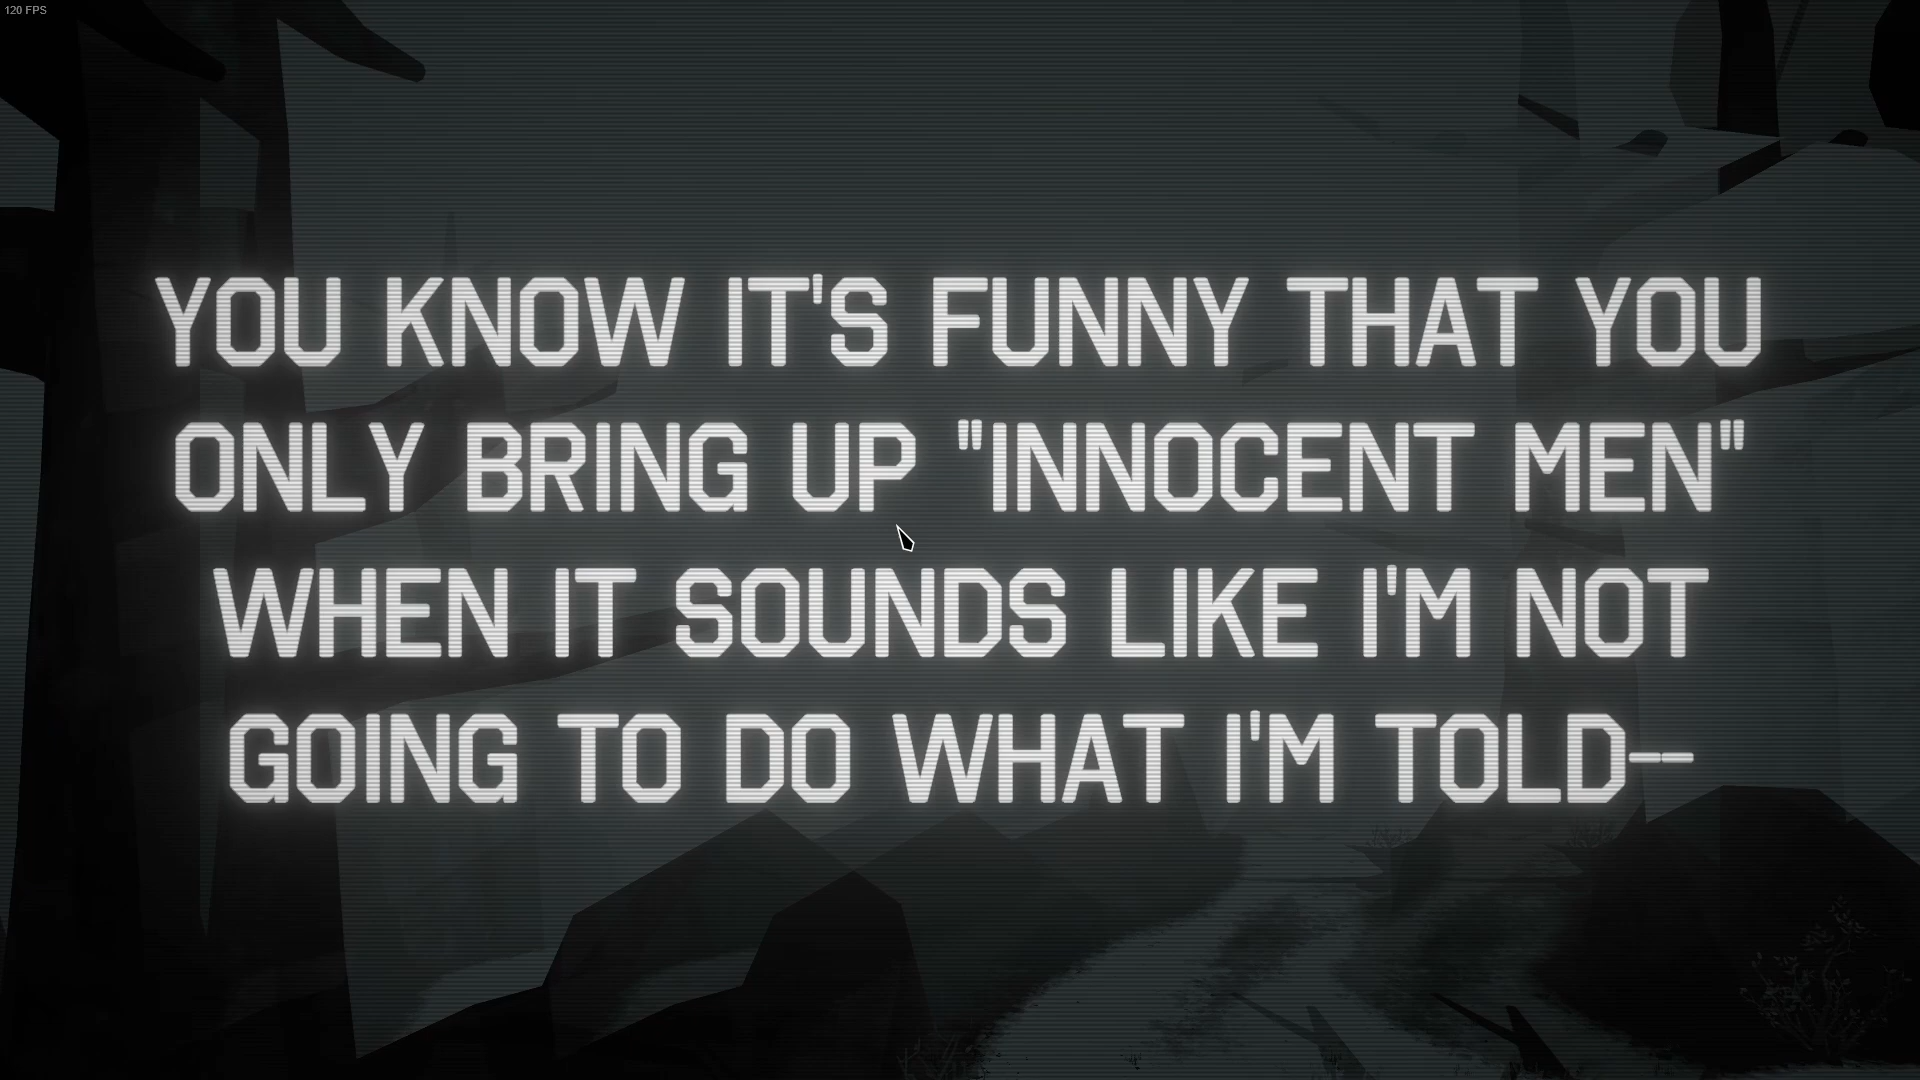 120 FPS
YOU KNOW IT'S FUNNY THAT YOU
ONLY BRING UP "INNOCENT MEN"
WHEN IT SOUNDS LIKE I'M NOT
GOING TO DO WHAT I'M TOLD--